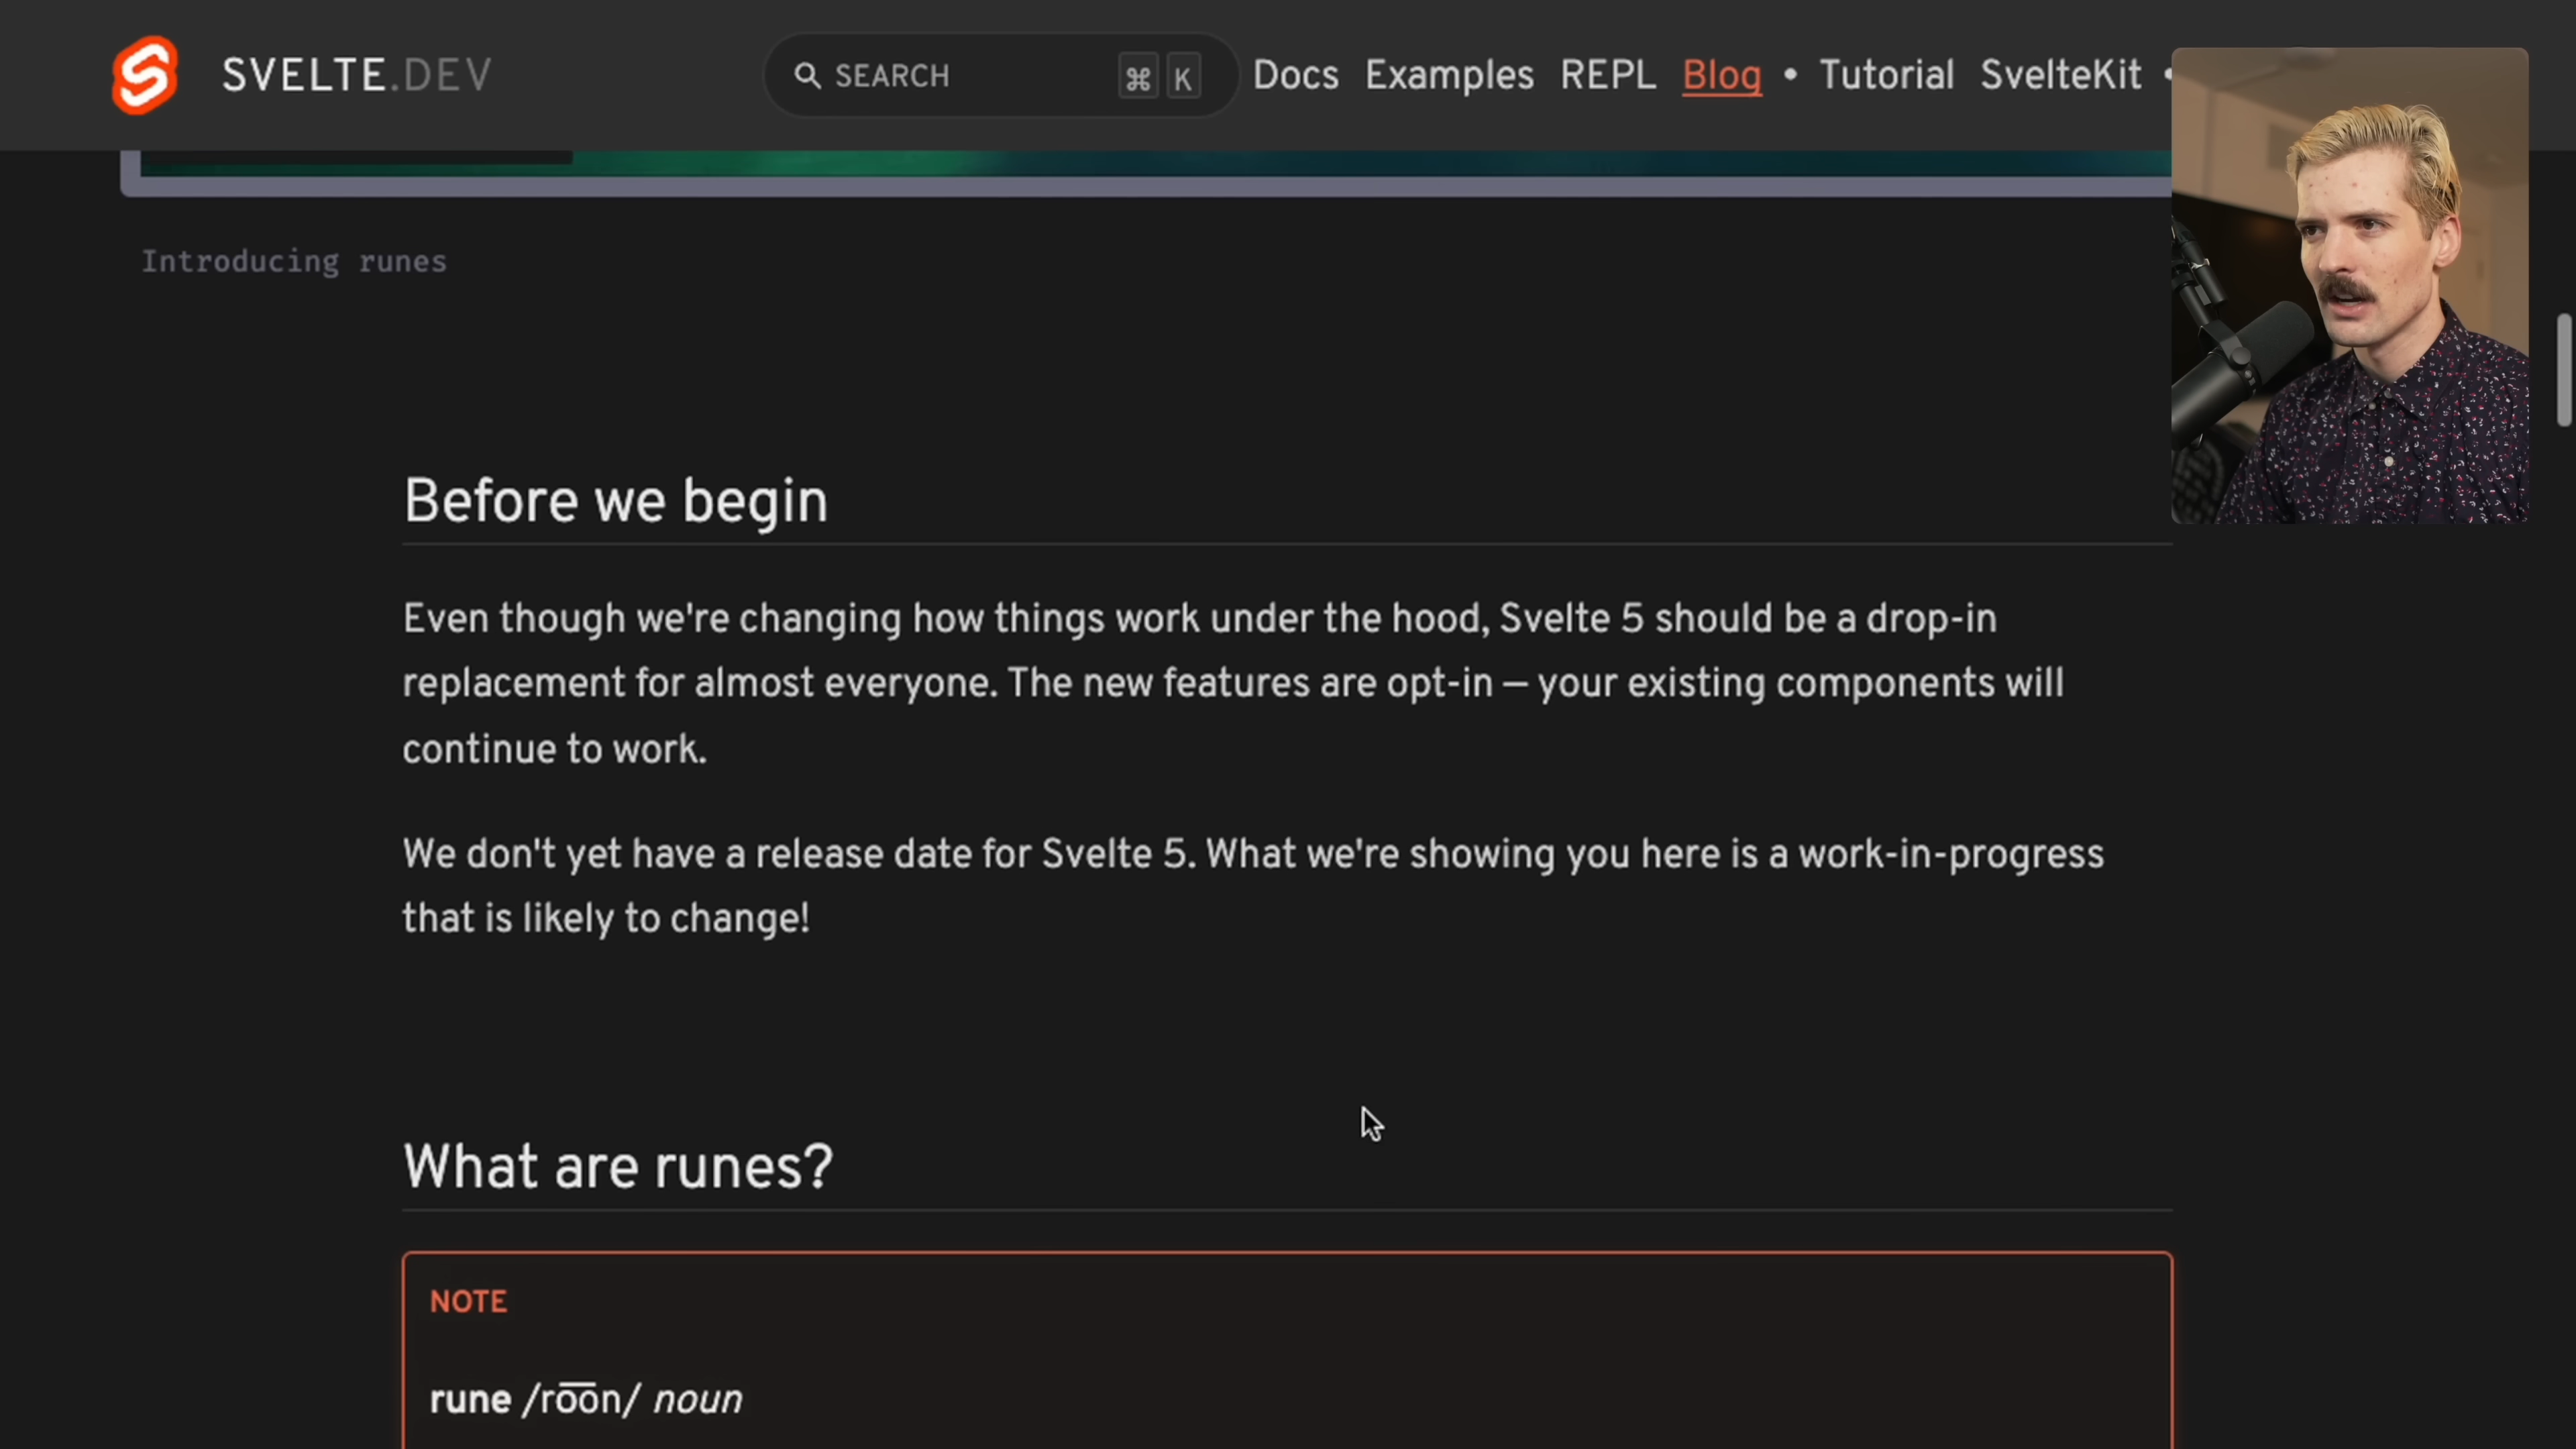 SVELTE.DEV
SEARCH
⌘ K
Docs Examples REPL Blog • Tutorial SvelteKit •
Introducing runes
Before we begin
Even though we're changing how things work under the hood, Svelte 5 should be a drop-in
replacement for almost everyone. The new features are opt-in — your existing components will
continue to work.
We don't yet have a release date for Svelte 5. What we're showing you here is a work-in-progress
that is likely to change!
What are runes?
NOTE
rune /ro͞on/ noun